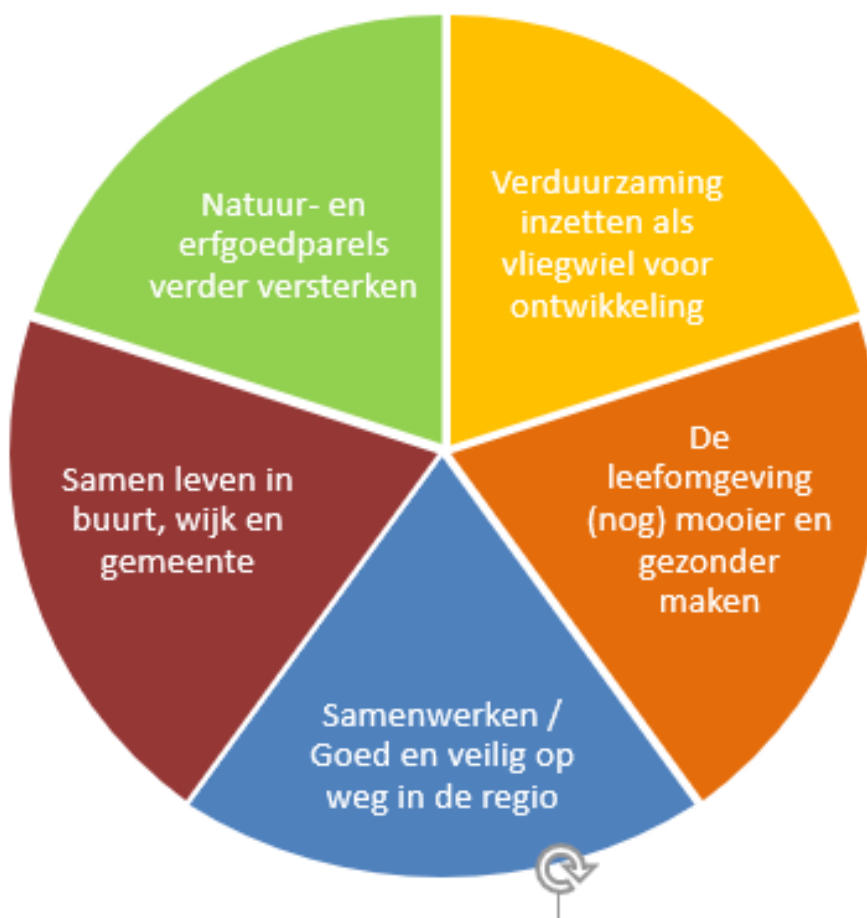 Natuur- en
erfgoedparels
verder versterken
Verduurzaming
inzetten als
vliegwiel voor
ontwikkeling
De
leefomgeving
(nog) mooier en
gezonder
maken
Samenwerken /
Goed en veilig op
weg in de regio
Samen leven in
buurt, wijk en
gemeente